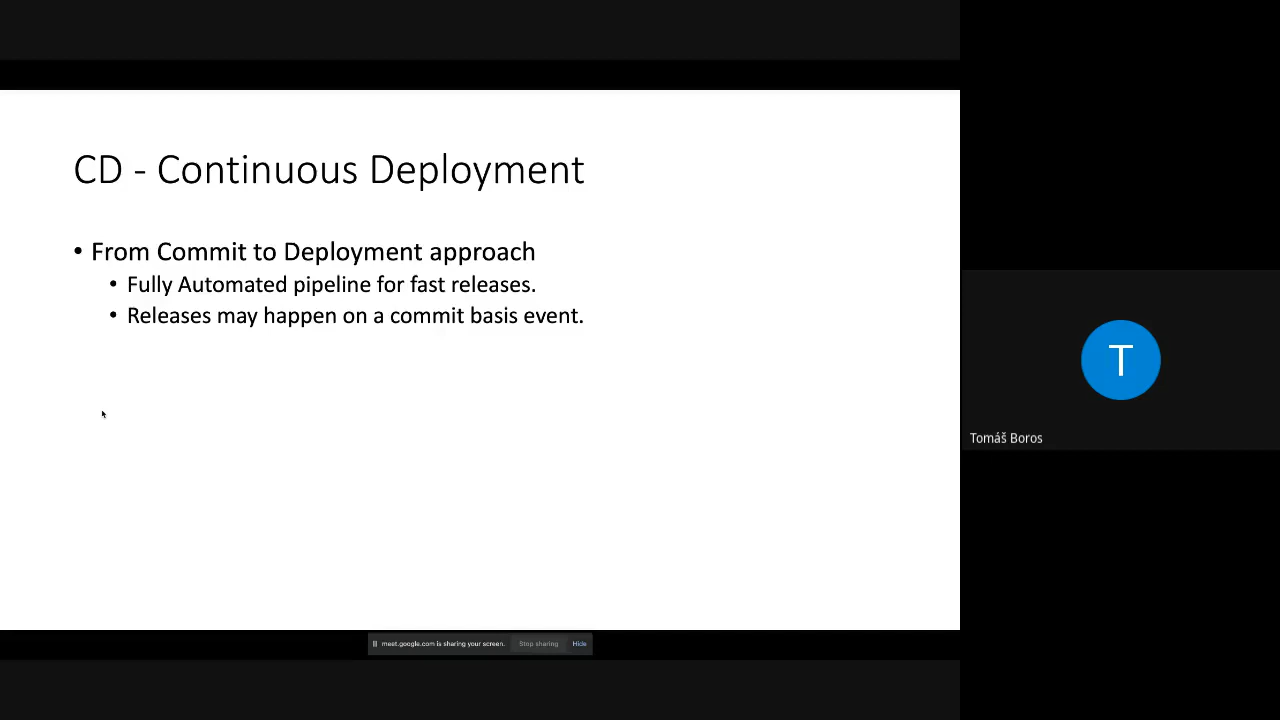 CD - Continuous Deployment
• From Commit to Deployment approach
• Fully Automated pipeline for fast releases.
• Releases may happen on a commit basis event.
T
Tomáš Boros
meet.google.com is sharing your screen. Stop sharing Hide